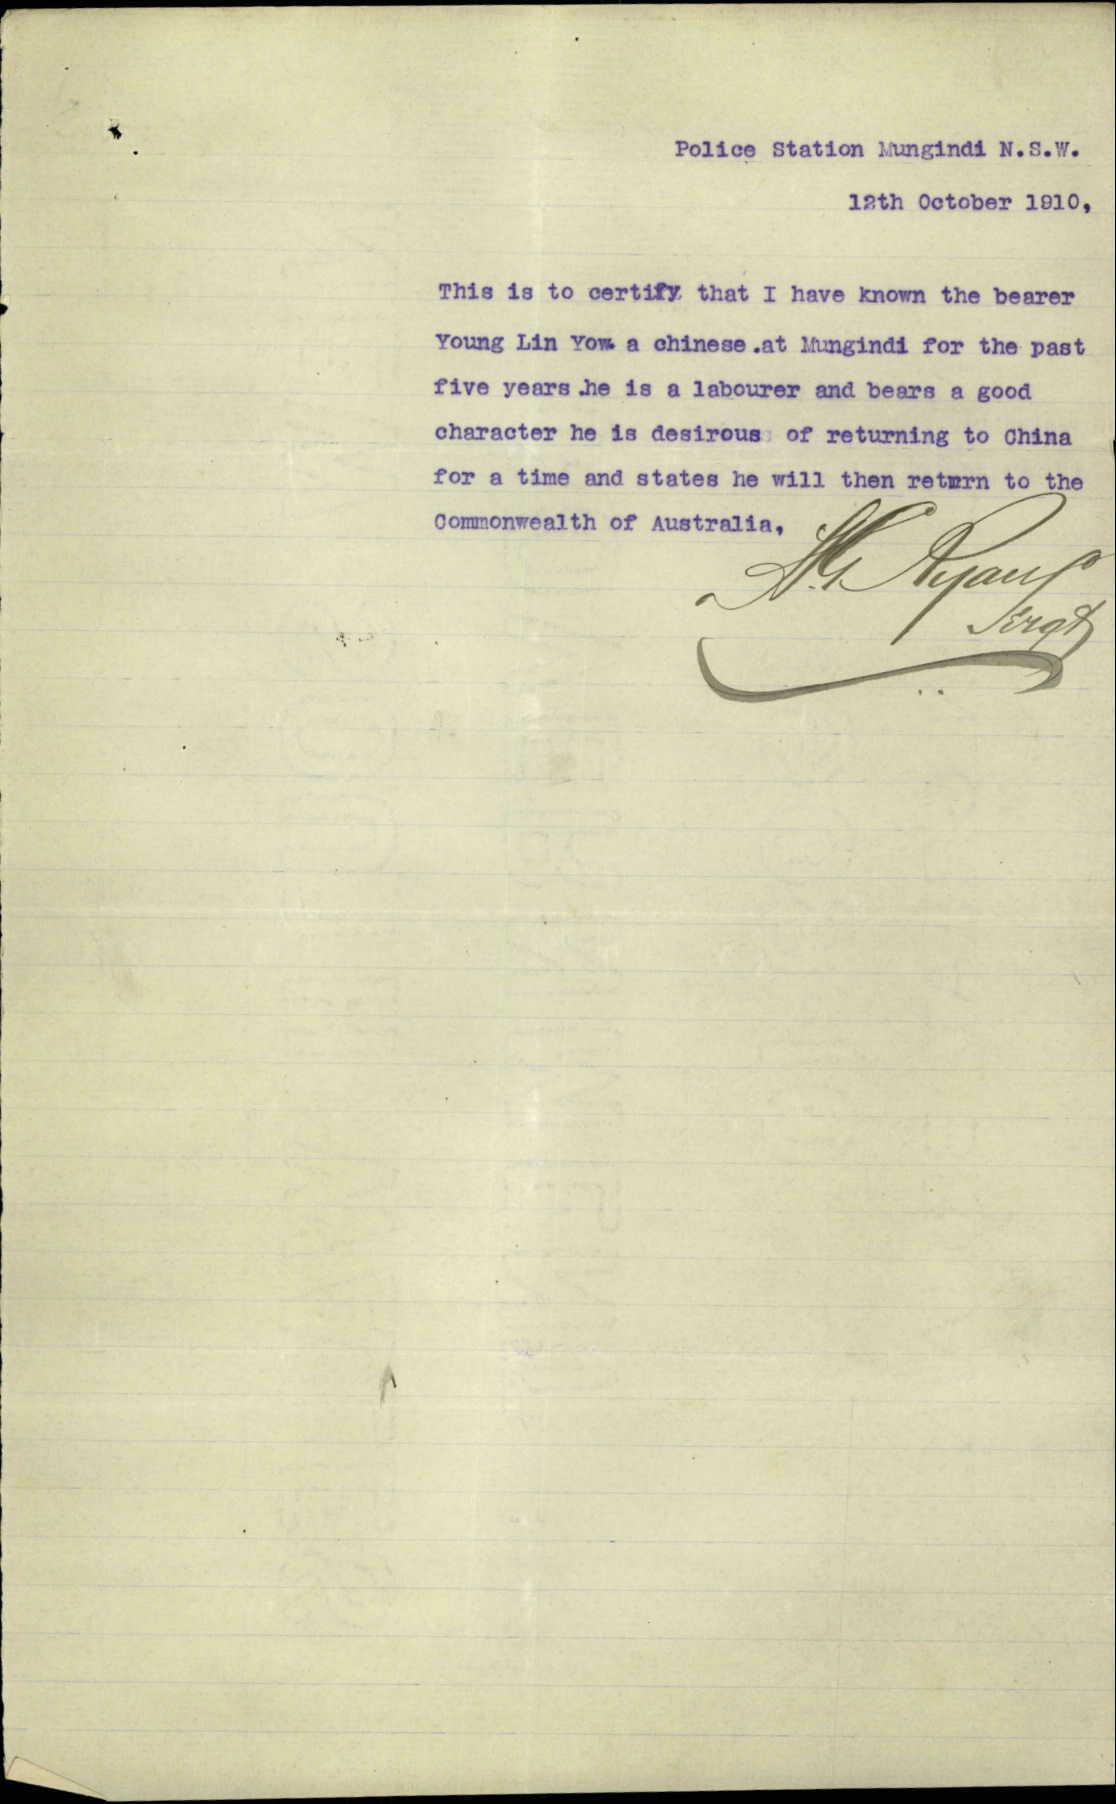 Police Station Mungindi N.S.W.
12th October 1910,
This is to certify that I have known the bearer
Young Lin Yow a chinese.at Mungindi for the past
five years.he is a labourer and bears a good
character he is desirous of returning to China
for a time and states he will then return to the
Commonwealth of Australia,
Ryan
Sergt